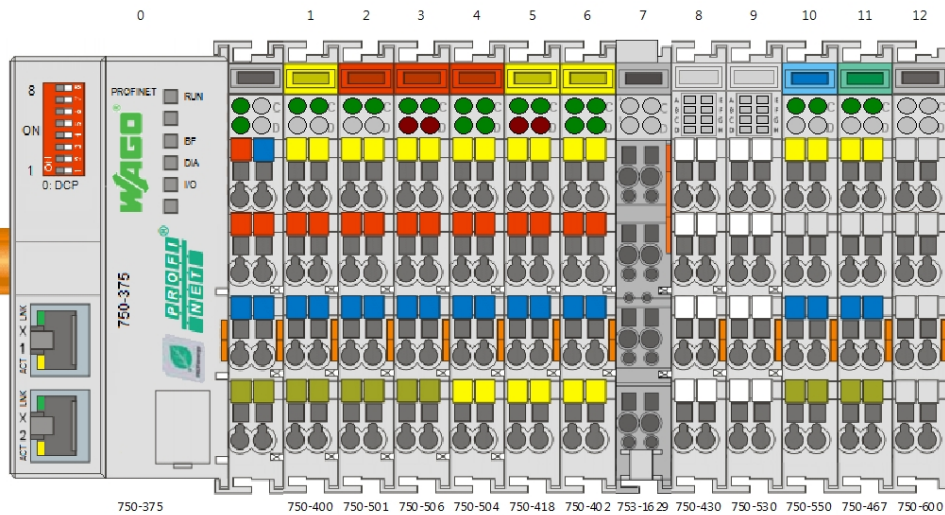 0 1 2 3 4 5 6 7 8 9 10 11 12
8
ON
1
0: DCP
ON
PROFINET
RUN
BF
DIA
I/O
WAGO®
PROFI®
NET
750-375
LNK
ACT
X
1
LNK
ACT
X
2
C
D
A
B
C
D
E
F
G
H
750-375 750-400 750-501 750-506 750-504 750-418 750-402 753-1629 750-430 750-530 750-550 750-467 750-600